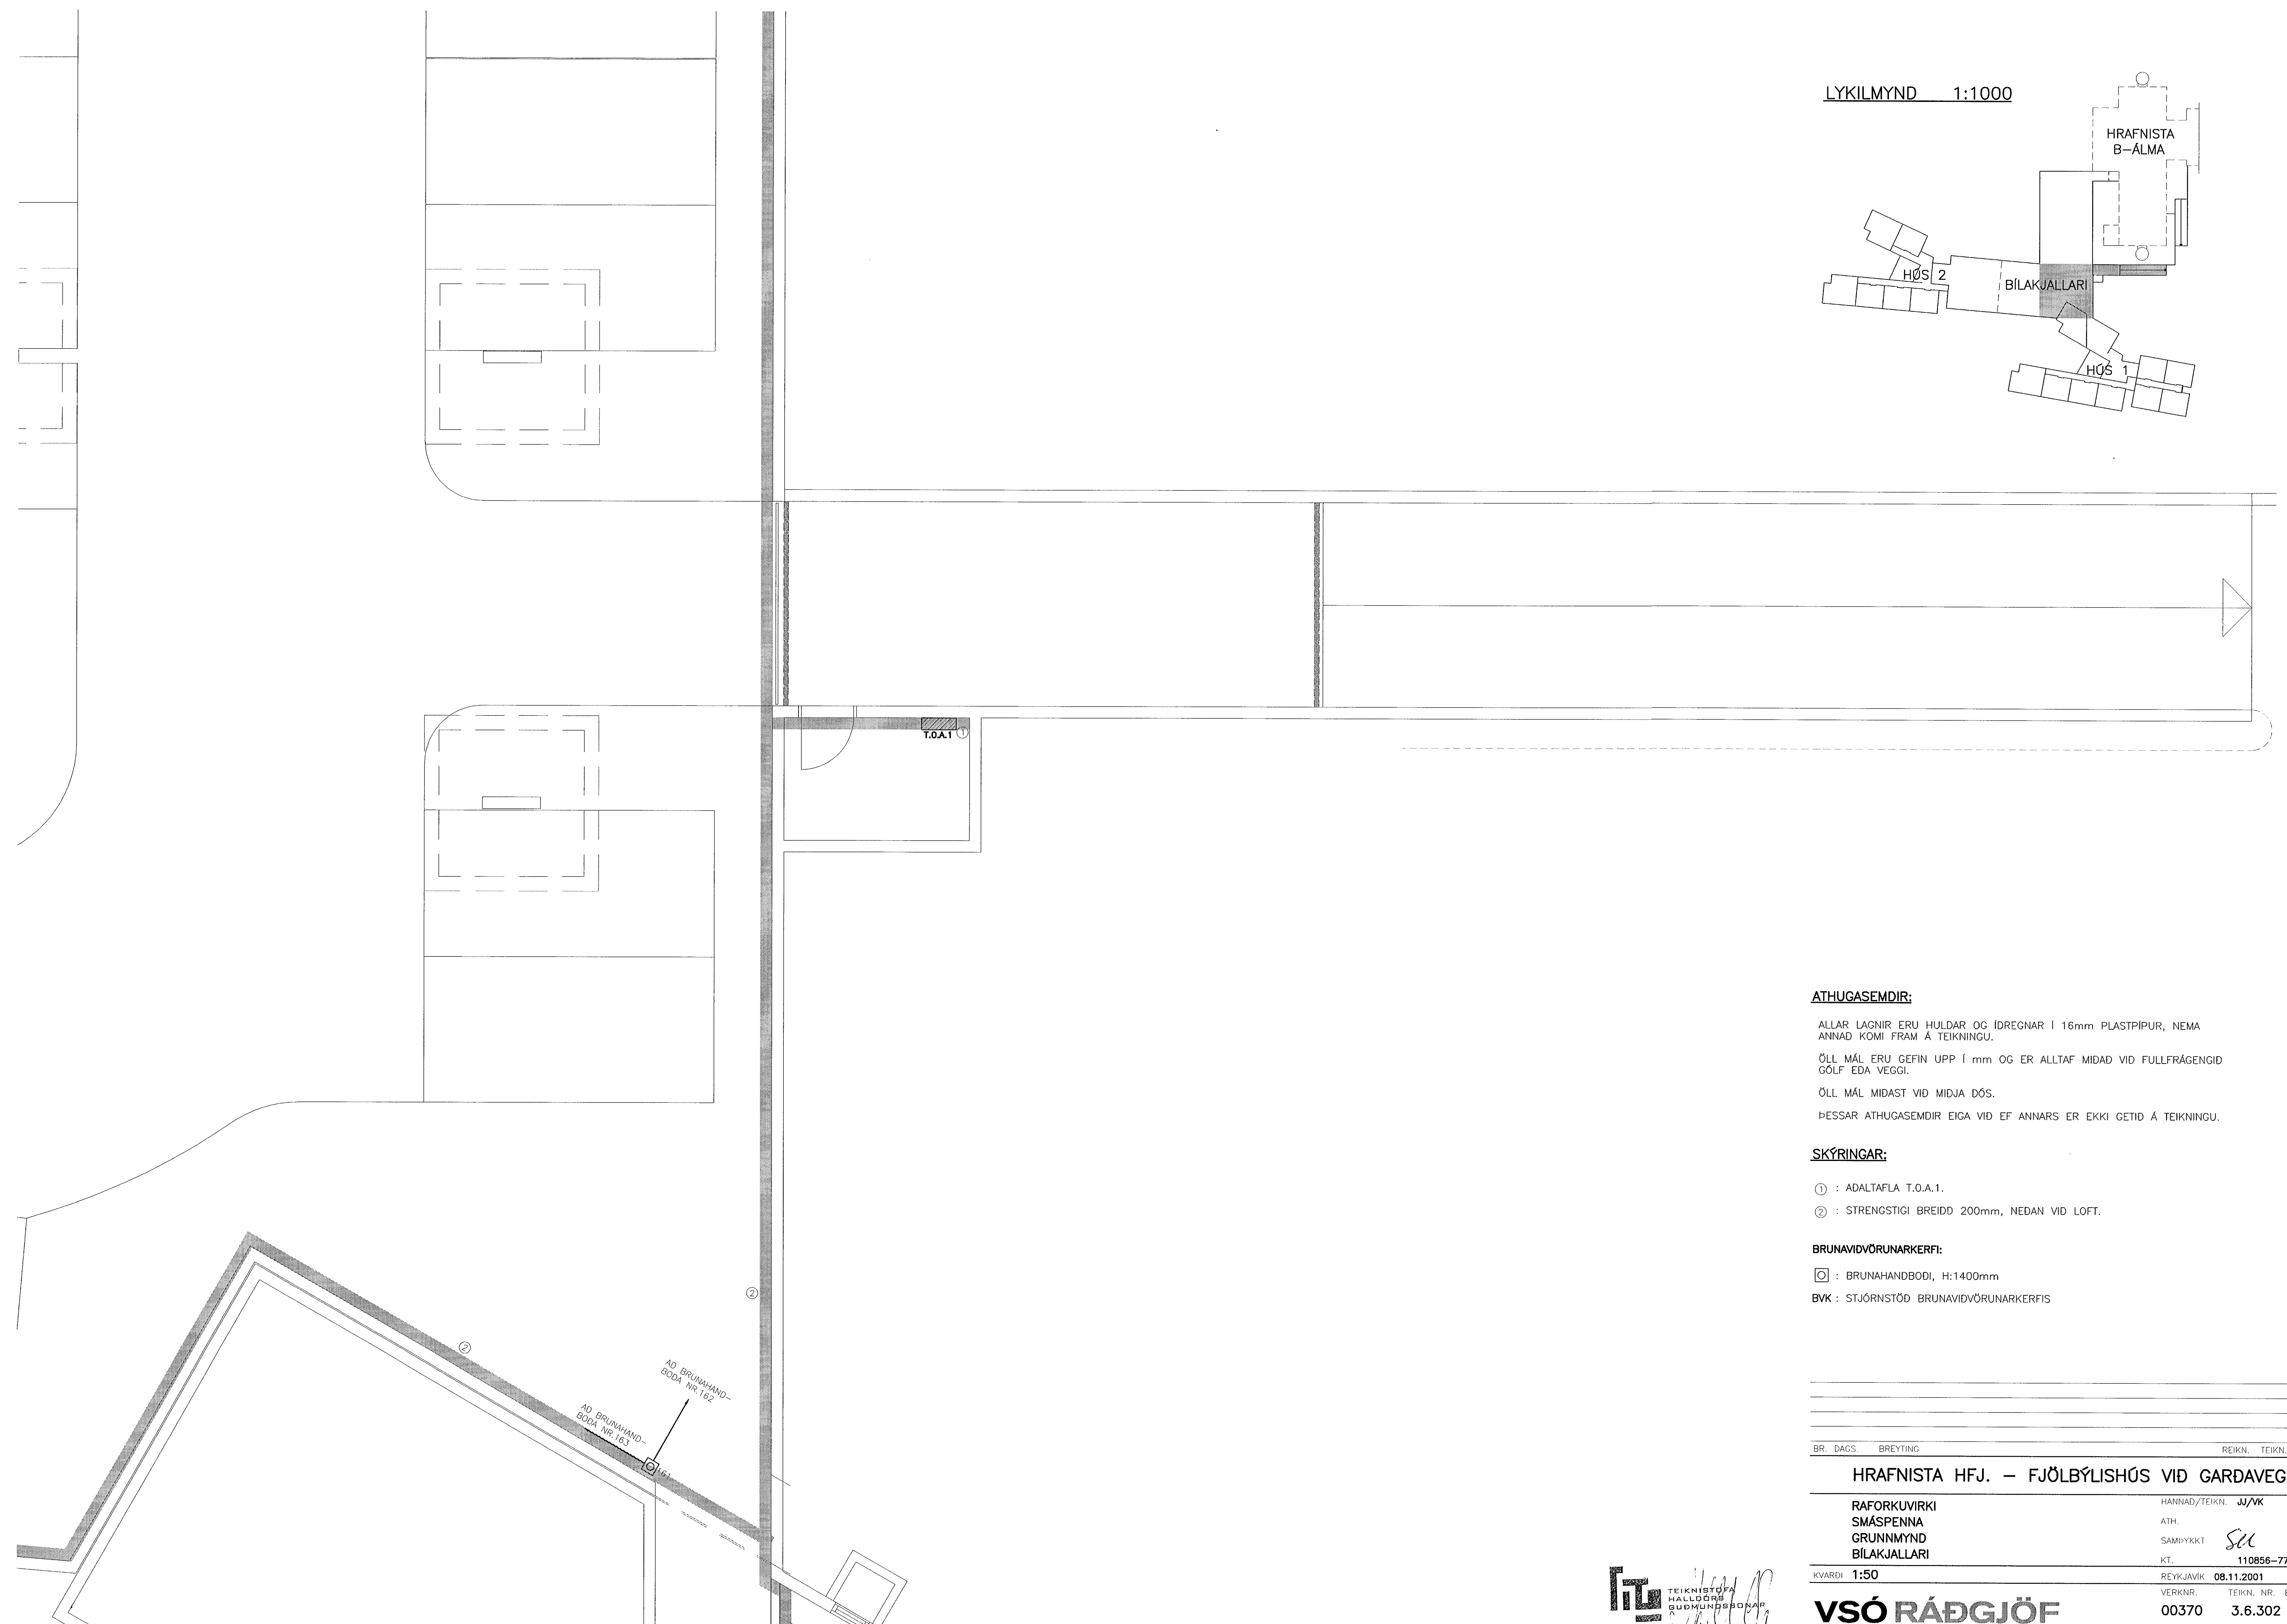 LYKILMYND 1:1000
HRAFNISTA
B-ÁLMA
HÚS 2
BÍLAKJALLARI
HÚS 1
T.O.A.1
1
2
2
AÐ BRUNAHAND-
BOÐA NR.162
AÐ BRUNAHAND-
BOÐA NR.163
161
ATHUGASEMDIR:
ALLAR LAGNIR ERU HULDAR OG ÍDREGNAR Í 16mm PLASTPÍPUR, NEMA
ANNAÐ KOMI FRAM Á TEIKNINGU.
ÖLL MÁL ERU GEFIN UPP Í mm OG ER ALLTAF MIÐAÐ VIÐ FULLFRÁGENGIÐ
GÓLF EÐA VEGGI.
ÖLL MÁL MIÐAST VIÐ MIÐJA DÓS.
ÞESSAR ATHUGASEMDIR EIGA VIÐ EF ANNARS ER EKKI GETIÐ Á TEIKNINGU.
SKÝRINGAR:
1 : AÐALTAFLA T.O.A.1.
2 : STRENGSTIGI BREIDD 200mm, NEÐAN VIÐ LOFT.
BRUNAVIÐVÖRUNARKERFI:
: BRUNAHANDBOÐI, H:1400mm
BVK : STJÓRNSTÖÐ BRUNAVIÐVÖRUNARKERFIS
BR. DAGS. BREYTING REIKN. TEIKN.
HRAFNISTA HFJ. – FJÖLBÝLISHÚS VIÐ GARÐAVEG
RAFORKUVIRKI
SMÁSPENNA
GRUNNMYND
BÍLAKJALLARI
HANNAÐ/TEIKN. JJ/VK
ATH.
SAMÞYKKT
KT. 110856-77
KVARÐI 1:50
REYKJAVÍK 08.11.2001
VERKNR. TEIKN. NR.
00370 3.6.302
VSÓ RÁÐGJÖF
TEIKNISTOFA
HALLDÓRS
GUÐMUNDSSONAR